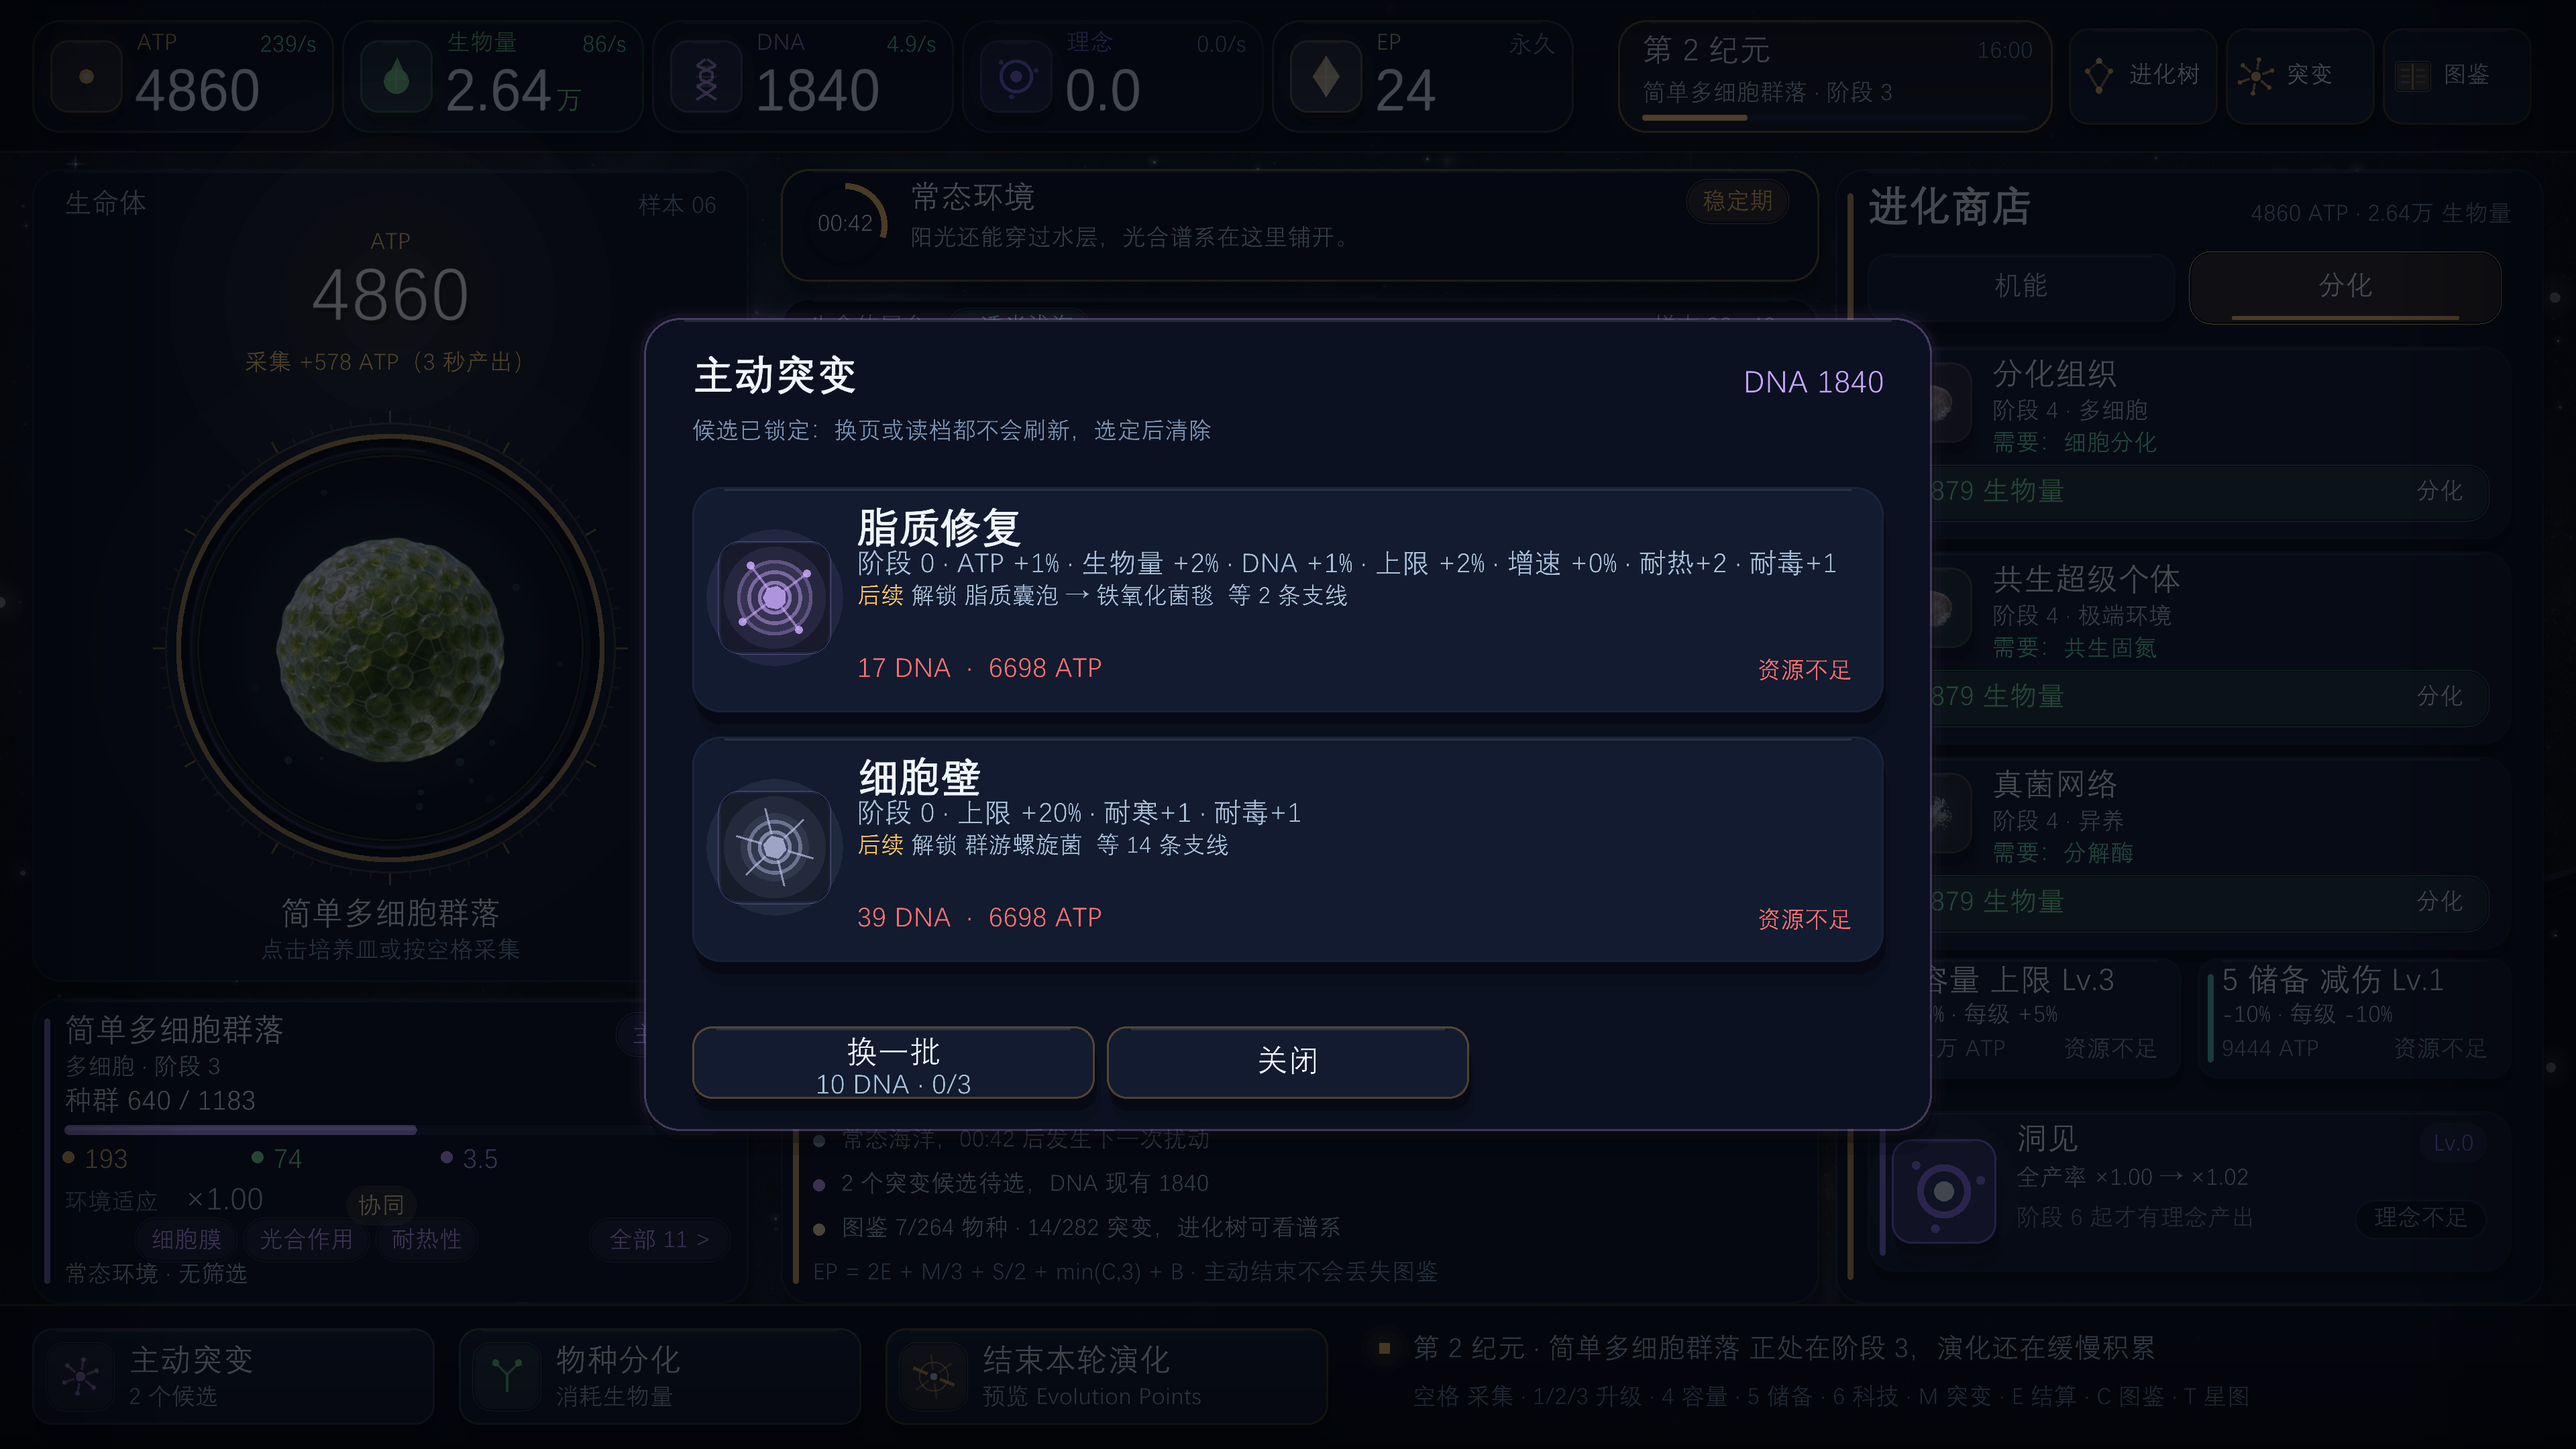 ATP 239/s
4860
生物量 86/s
2.64万
DNA 4.9/s
1840
理念 0.0/s
0.0
EP 永久
24
第 2 纪元 16:00
简单多细胞群落 · 阶段 3
进化树
突变
图鉴
生命体 样本 06
ATP
4860
采集 +578 ATP（3 秒产出）
简单多细胞群落
点击培养皿或按空格采集
00:42
常态环境 稳定期
阳光还能穿过水层，光合谱系在这里铺开。
进化商店 4860 ATP · 2.64万 生物量
机能 分化
分化组织
阶段 4 · 多细胞
需要：细胞分化
879 生物量 分化
共生超级个体
阶段 4 · 极端环境
需要：共生固氮
879 生物量 分化
真菌网络
阶段 4 · 异养
需要：分解酶
879 生物量 分化
容量 上限 Lv.3
% · 每级 +5%
万 ATP 资源不足
5 储备 减伤 Lv.1
-10% · 每级 -10%
9444 ATP 资源不足
洞见 Lv.0
全产率 ×1.00 → ×1.02
阶段 6 起才有理念产出 理念不足
主动突变 DNA 1840
候选已锁定：换页或读档都不会刷新，选定后清除
脂质修复
阶段 0 · ATP +1% · 生物量 +2% · DNA +1% · 上限 +2% · 增速 +0% · 耐热+2 · 耐毒+1
后续 解锁 脂质囊泡 → 铁氧化菌毯 等 2 条支线
17 DNA · 6698 ATP 资源不足
细胞壁
阶段 0 · 上限 +20% · 耐寒+1 · 耐毒+1
后续 解锁 群游螺旋菌 等 14 条支线
39 DNA · 6698 ATP 资源不足
换一批
10 DNA · 0/3
关闭
简单多细胞群落
多细胞 · 阶段 3
种群 640 / 1183
193 74 3.5
环境适应 ×1.00 协同
细胞膜 光合作用 耐热性 全部 11 >
常态环境 · 无筛选
常态海洋，00:42 后发生下一次扰动
2 个突变候选待选，DNA 现有 1840
图鉴 7/264 物种 · 14/282 突变，进化树可看谱系
EP = 2E + M/3 + S/2 + min(C,3) + B · 主动结束不会丢失图鉴
主动突变
2 个候选
物种分化
消耗生物量
结束本轮演化
预览 Evolution Points
第 2 纪元 · 简单多细胞群落 正处在阶段 3，演化还在缓慢积累
空格 采集 · 1/2/3 升级 · 4 容量 · 5 储备 · 6 科技 · M 突变 · E 结算 · C 图鉴 · T 星图